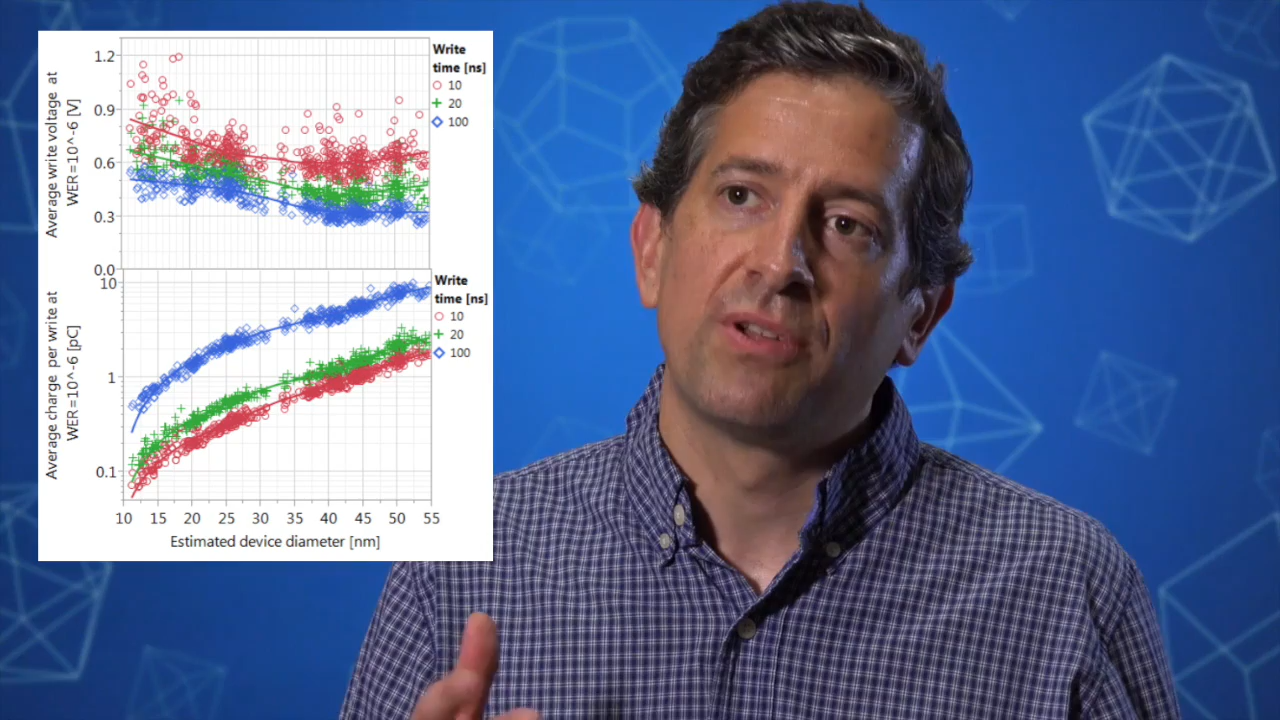 Average write voltage at
WER=10^-6 [V]
1.2
0.9
0.6
0.3
0.0
Write
time [ns]
10
20
100
Average charge per write at
WER=10^-6 [pC]
10
1
0.1
Write
time [ns]
10
20
100
10 15 20 25 30 35 40 45 50 55
Estimated device diameter [nm]